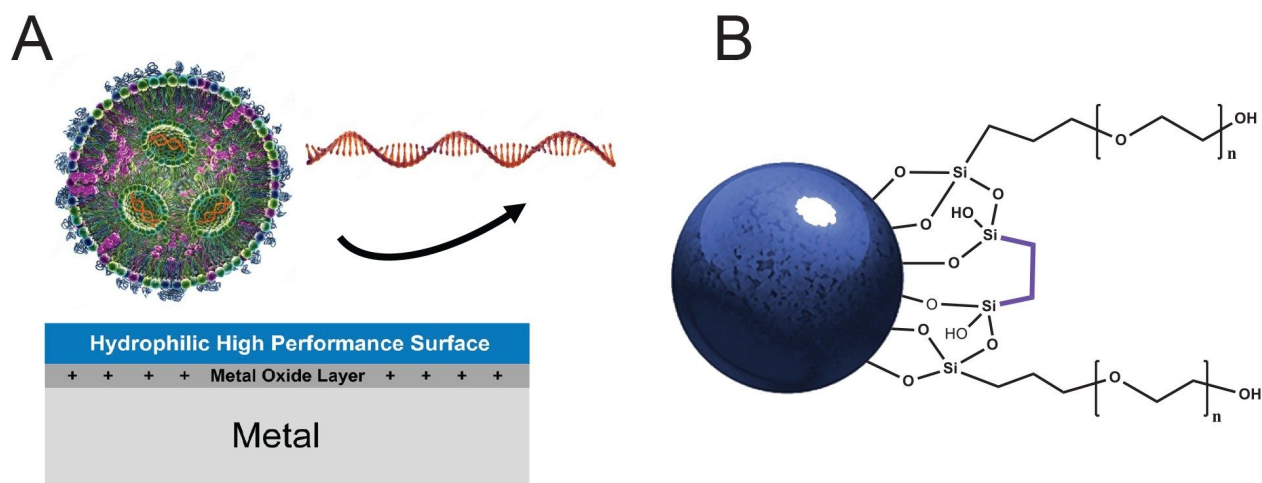 A
Hydrophilic High Performance Surface
+ + + + Metal Oxide Layer + + + +
Metal
B
O
OH
n
O
Si
O
O
HO
Si
O
O
Si
HO
O
O
Si
O
O
OH
n